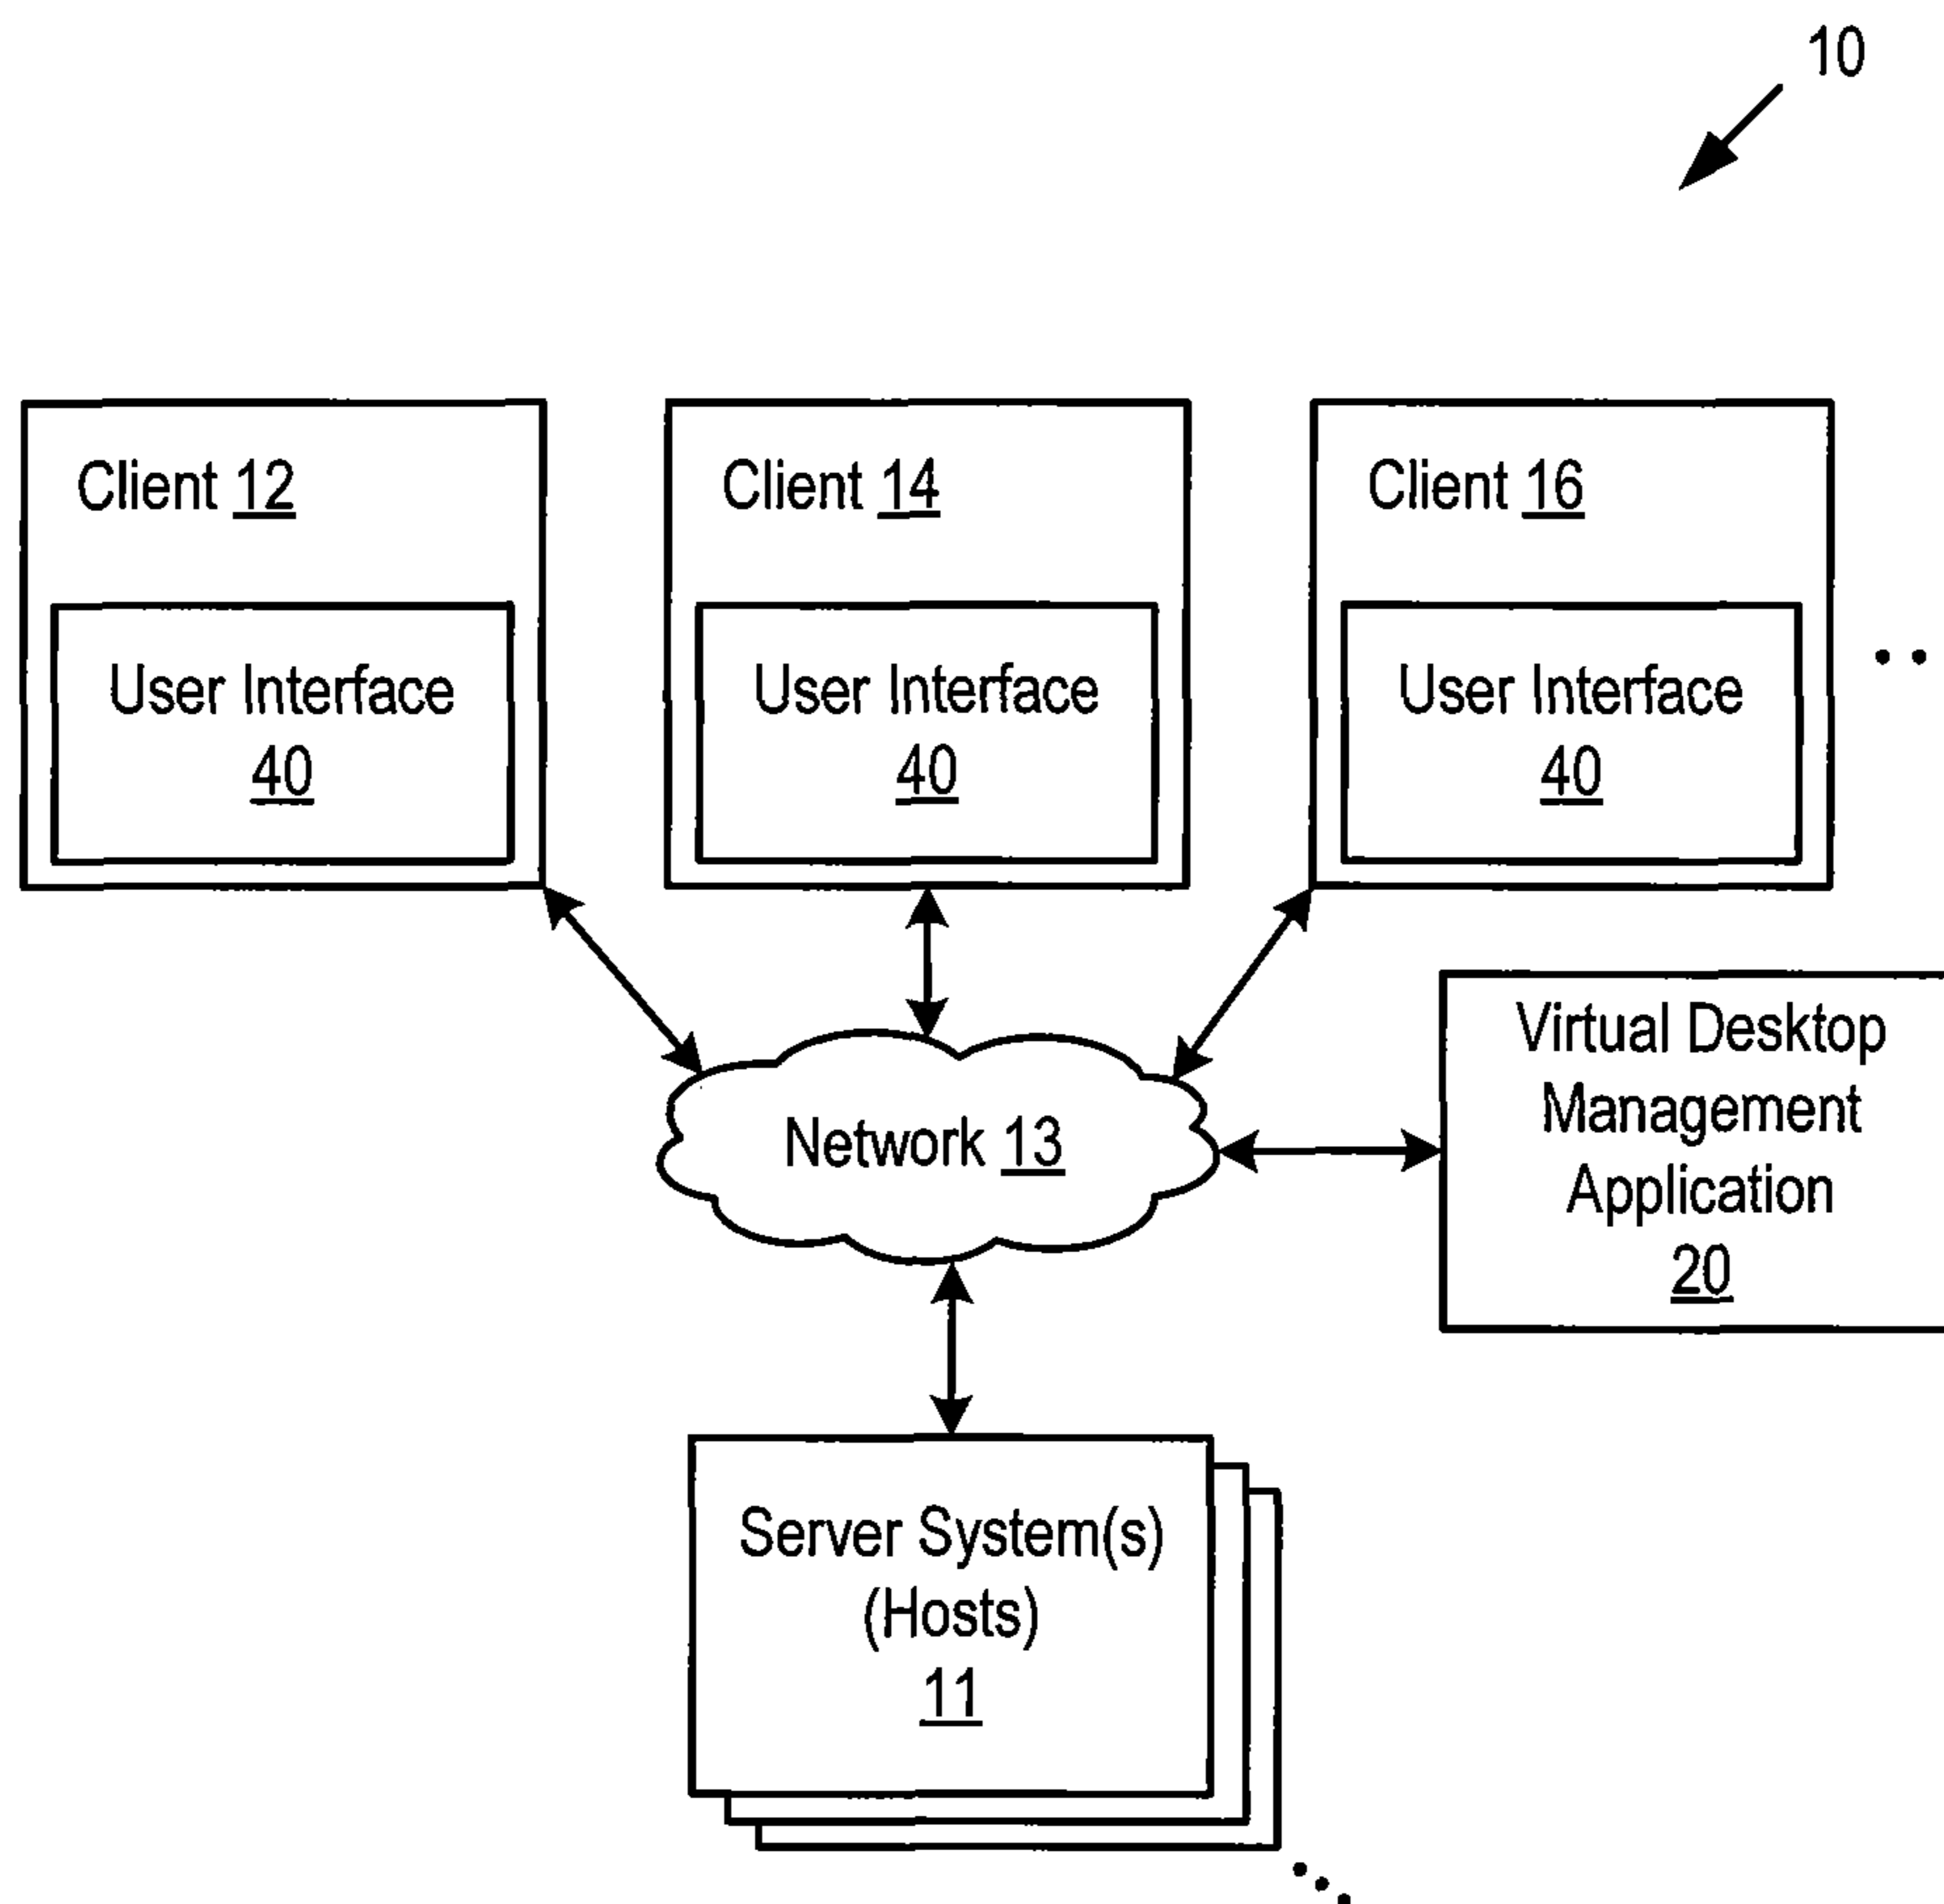 10
Client 12
User Interface
40
Client 14
User Interface
40
Client 16
User Interface
40
Network 13
Virtual Desktop
Management
Application
20
Server System(s)
(Hosts)
11